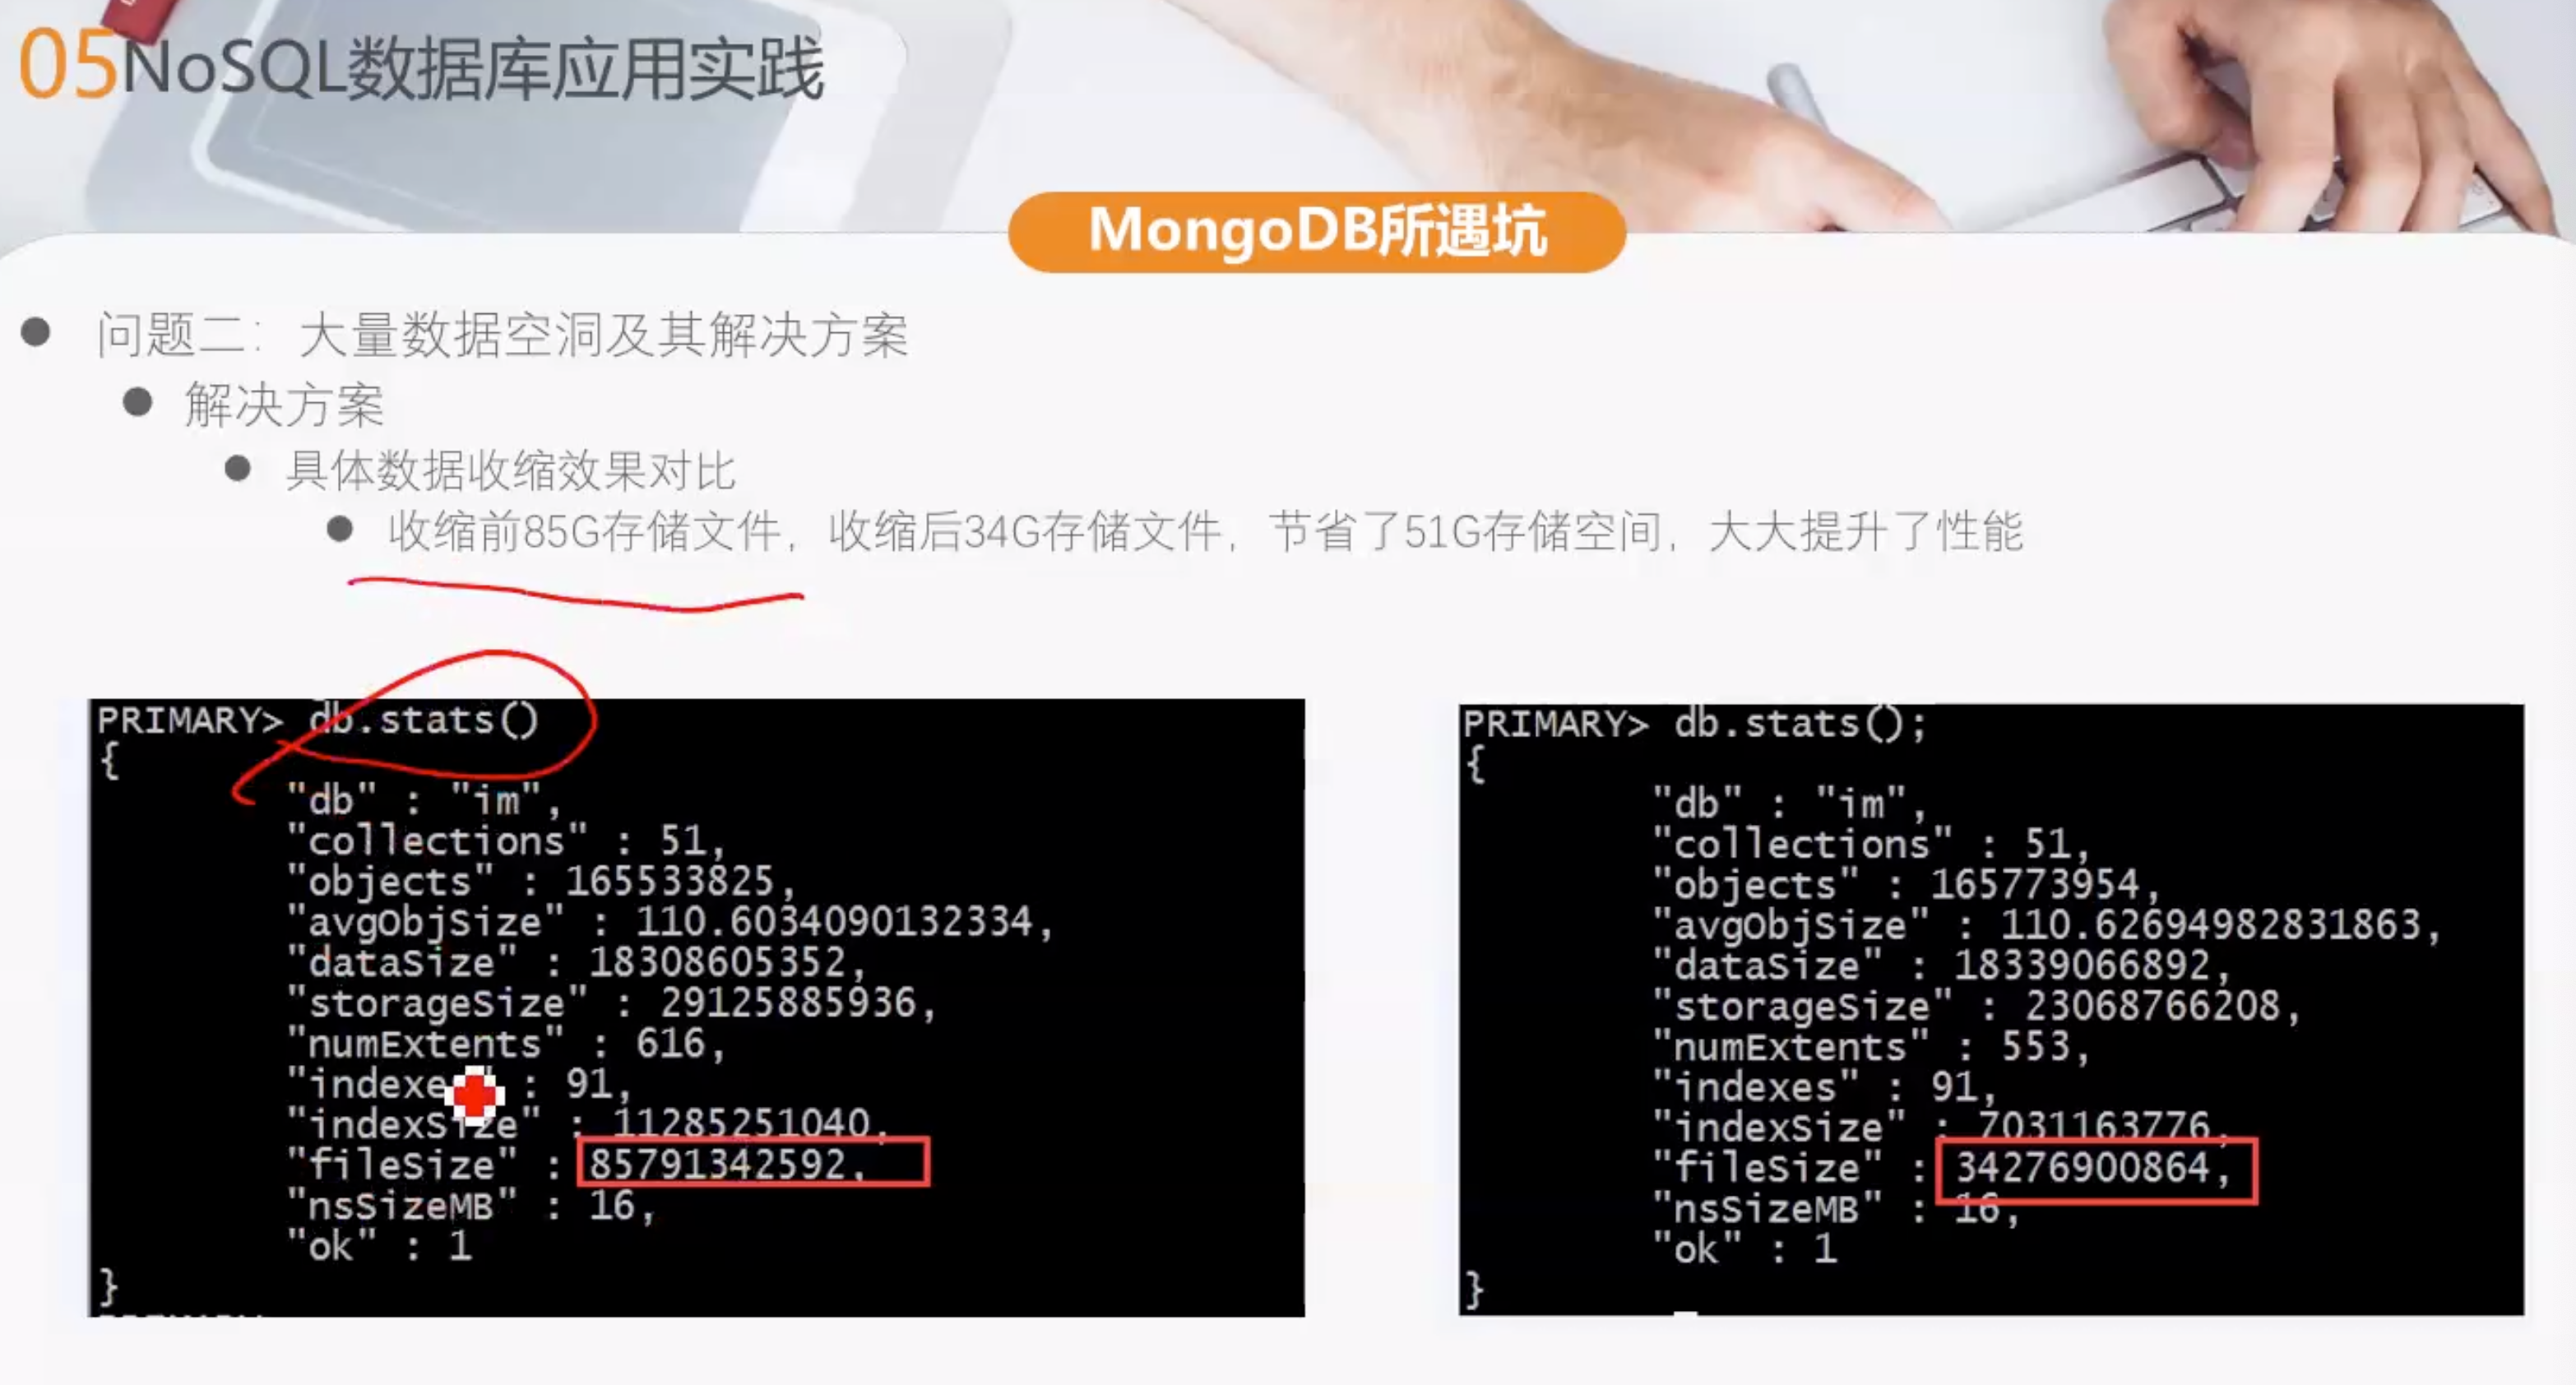 05NoSQL数据库应用实践
MongoDB所遇坑
问题二：大量数据空洞及其解决方案
解决方案
具体数据收缩效果对比
收缩前85G存储文件，收缩后34G存储文件，节省了51G存储空间，大大提升了性能
PRIMARY> db.stats()
{
"db" : "im",
"collections" : 51,
"objects" : 165533825,
"avgObjSize" : 110.6034090132334,
"dataSize" : 18308605352,
"storageSize" : 29125885936,
"numExtents" : 616,
"indexe : 91,
"indexSize" : 11285251040,
"fileSize" : 85791342592,
"nsSizeMB" : 16,
"ok" : 1
}
PRIMARY> db.stats();
{
"db" : "im",
"collections" : 51,
"objects" : 165773954,
"avgObjSize" : 110.62694982831863,
"dataSize" : 18339066892,
"storageSize" : 23068766208,
"numExtents" : 553,
"indexes" : 91,
"indexSize" : 7031163776,
"fileSize" : 34276900864,
"nsSizeMB" : 16,
"ok" : 1
}